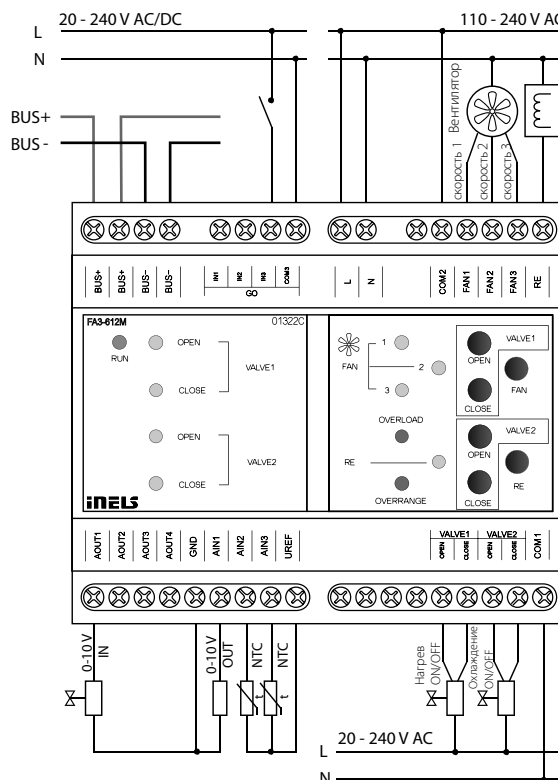 20 - 240 V AC/DC
110 - 240 V AC
L
N
BUS+
BUS -
Вентилятор
скорость 1
скорость 2
скорость 3
BUS+ BUS+ BUS- BUS- IN1 IN2 IN3 COM3 L N COM2 FAN1 FAN2 FAN3 RE
GO
FA3-612M
01322C
RUN
OPEN
VALVE1
CLOSE
OPEN
VALVE2
CLOSE
iNELS
FAN
1
2
3
OVERLOAD
RE
OVERRANGE
VALVE1
OPEN
FAN
CLOSE
VALVE2
OPEN
RE
CLOSE
AOUT1 AOUT2 AOUT3 AOUT4 GND AIN1 AIN2 AIN3 UREF
VALVE1 VALVE2
OPEN CLOSE OPEN CLOSE COM1
0-10 V
IN
0-10 V
OUT
t NTC
t NTC
Нагрев
ON/OFF
Охлаждение
ON/OFF
20 - 240 V AC
L
N